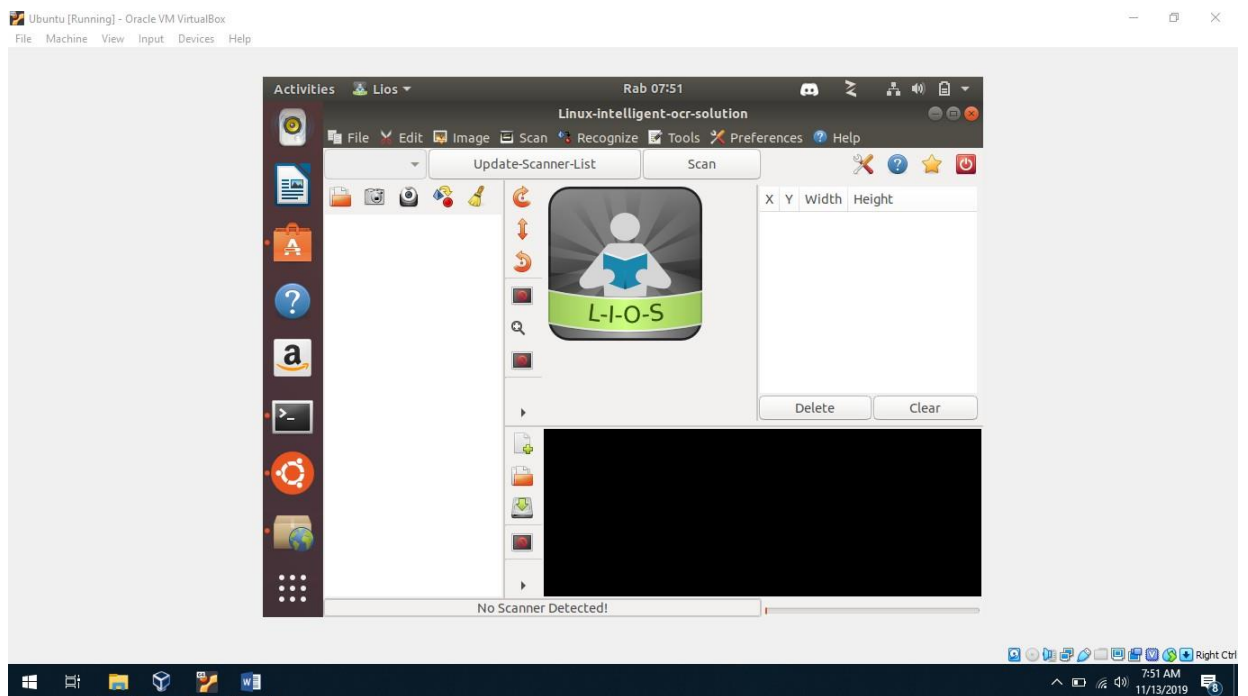 Ubuntu [Running] - Oracle VM VirtualBox
File Machine View Input Devices Help
Activities Lios Rab 07:51
Linux-intelligent-ocr-solution
File Edit Image Scan Recognize Tools Preferences Help
Update-Scanner-List Scan
X Y Width Height
L-I-O-S
Delete Clear
No Scanner Detected!
Right Ctrl
7:51 AM
11/13/2019
8